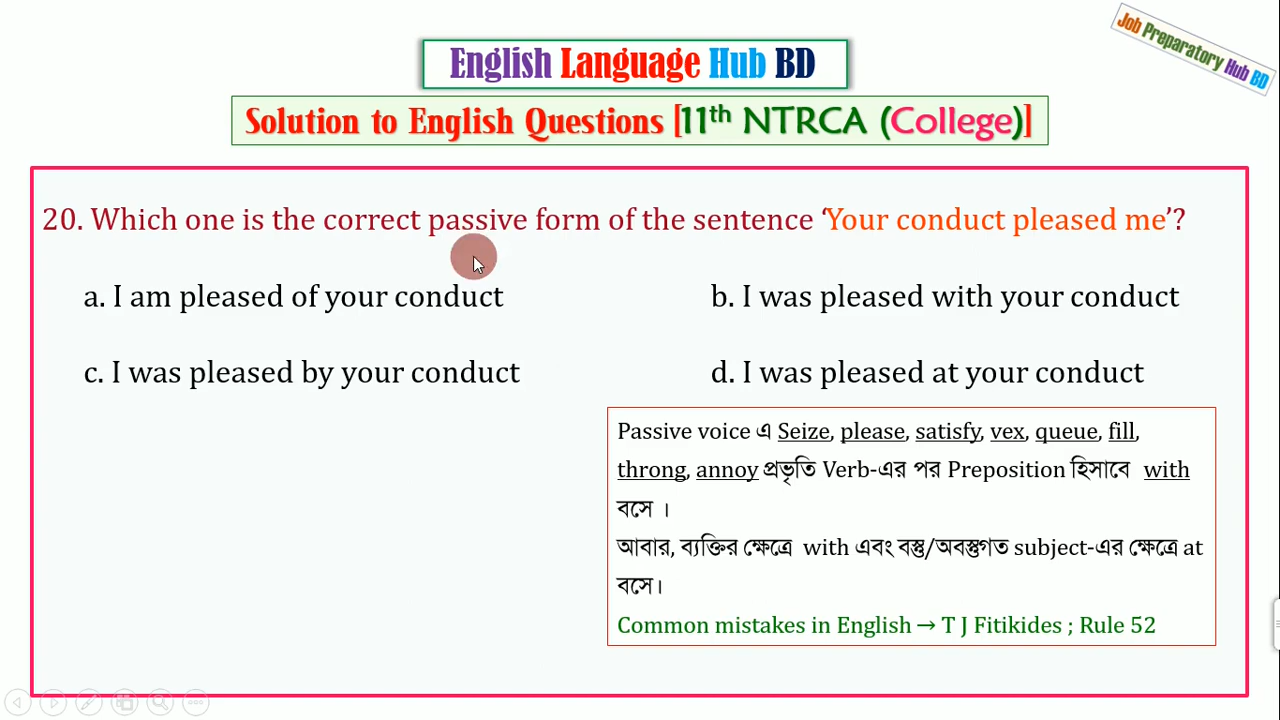 Job Preparatory Hub BD
English Language Hub BD
Solution to English Questions [11th NTRCA (College)]
20. Which one is the correct passive form of the sentence ‘Your conduct pleased me’?
a. I am pleased of your conduct
b. I was pleased with your conduct
c. I was pleased by your conduct
d. I was pleased at your conduct
Passive voice এ Seize, please, satisfy, vex, queue, fill,
throng, annoy প্রভৃতি Verb-এর পর Preposition হিসাবে with
বসে ।
আবার, ব্যক্তির ক্ষেত্রে with এবং বস্তু/অবস্তুগত subject-এর ক্ষেত্রে at
বসে।
Common mistakes in English → T J Fitikides ; Rule 52